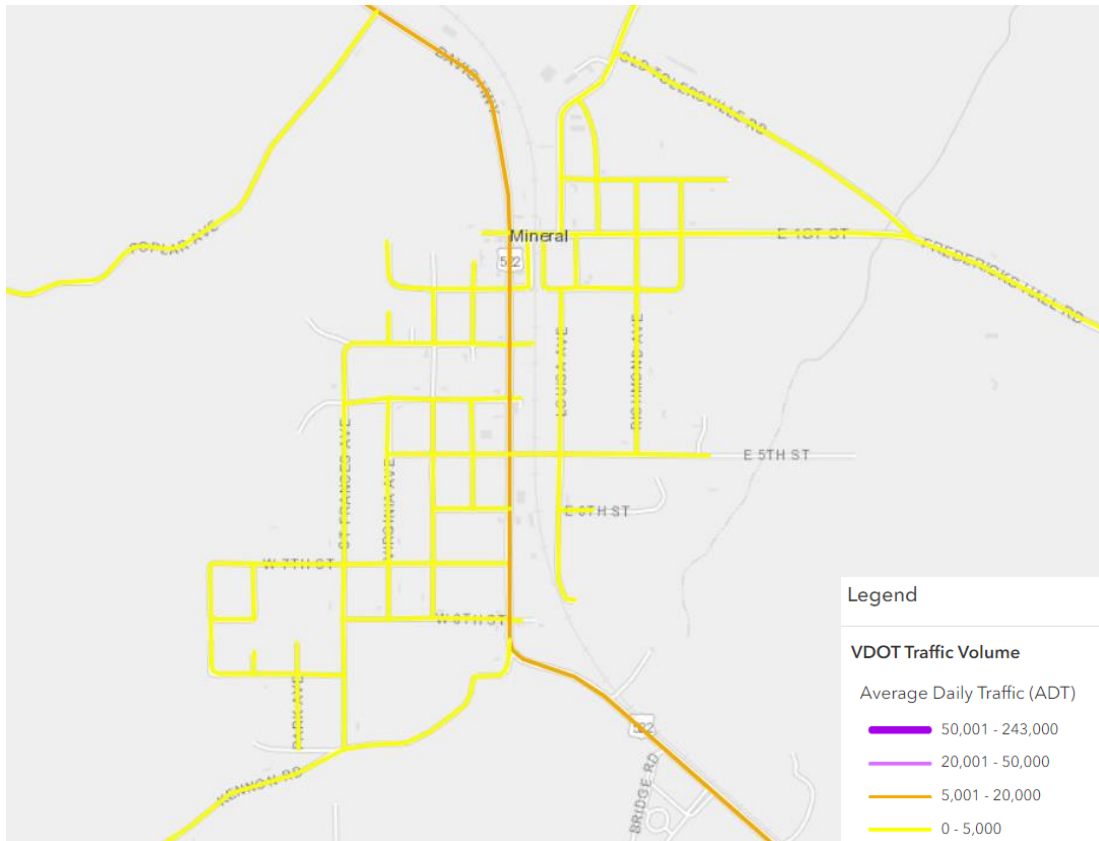 DAVIS HWY
OLD TOLERSVILLE RD
POPLAR AVE
Mineral
522
E 1ST ST
FREDERICKS HALL RD
LOUISA AVE
RICHMOND AVE
E 5TH ST
ST FRANCES AVE
VIRGINIA AVE
E 6TH ST
W 7TH ST
W 8TH ST
PARK AVE
KENNON RD
522
BRIDGE RD
Legend
VDOT Traffic Volume
Average Daily Traffic (ADT)
50,001 - 243,000
20,001 - 50,000
5,001 - 20,000
0 - 5,000